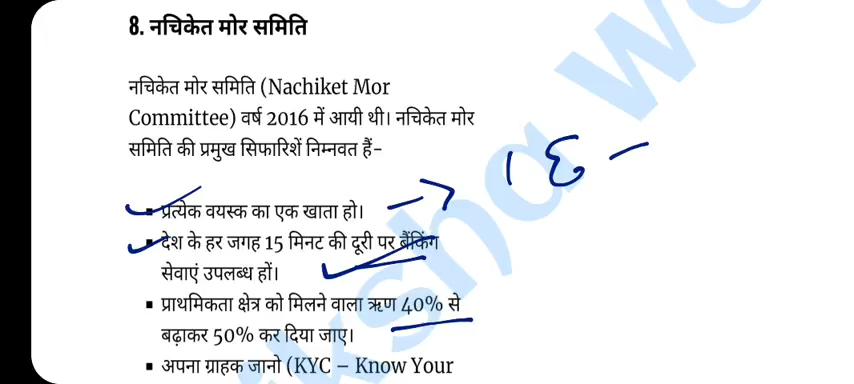 8. नचिकेत मोर समिति
नचिकेत मोर समिति (Nachiket Mor
Committee) वर्ष 2016 में आयी थी। नचिकेत मोर
समिति की प्रमुख सिफारिशें निम्नवत हैं-
▪ प्रत्येक वयस्क का एक खाता हो।
▪ देश के हर जगह 15 मिनट की दूरी पर बैंकिंग
सेवाएं उपलब्ध हों।
▪ प्राथमिकता क्षेत्र को मिलने वाला ऋण 40% से
बढ़ाकर 50% कर दिया जाए।
▪ अपना ग्राहक जानो (KYC – Know Your